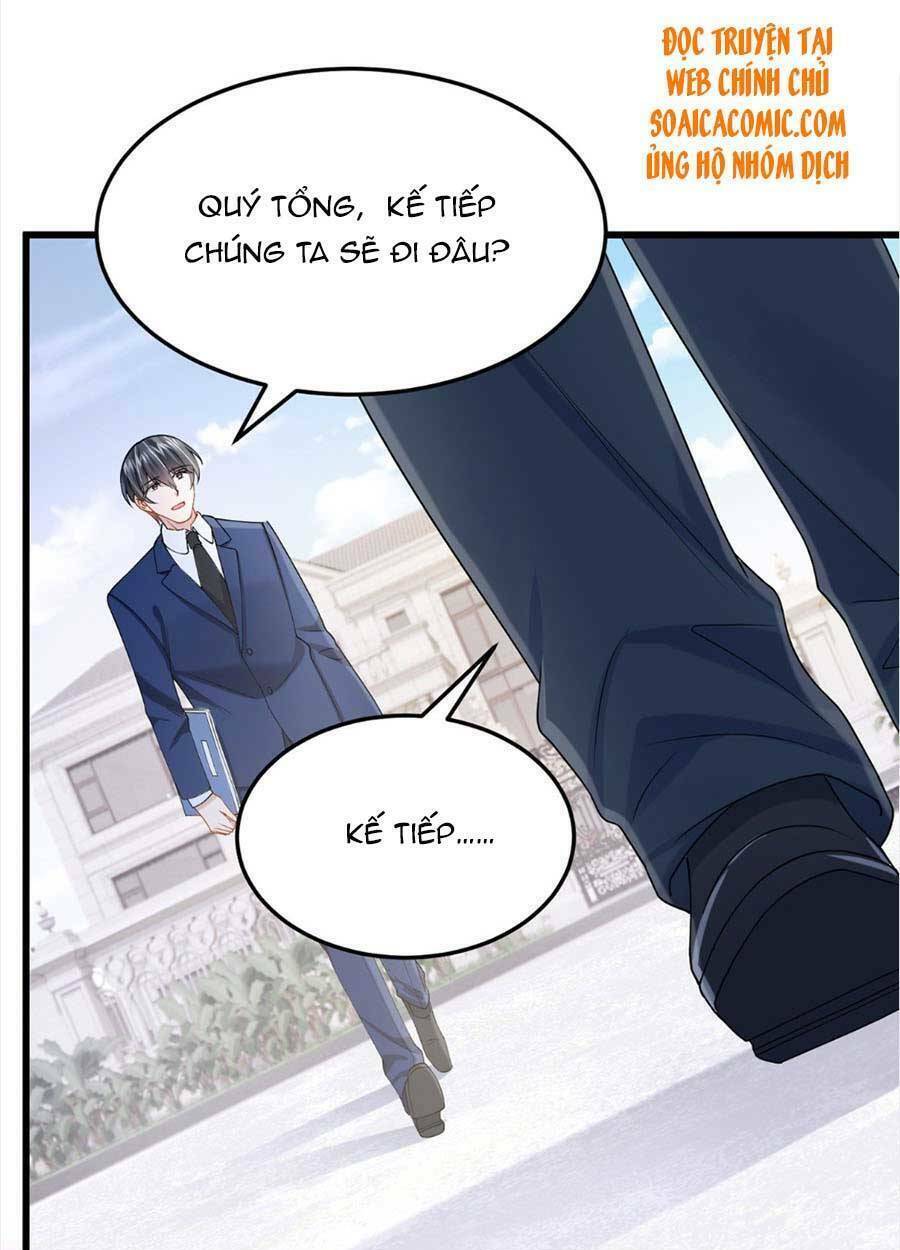 ĐỌC TRUYỆN TẠI
WEB CHÍNH CHỦ
SOAICACOMIC.COM
ỦNG HỘ NHÓM DỊCH
QUÝ TỔNG, KẾ TIẾP
CHÚNG TA SẼ ĐI ĐÂU?
KẾ TIẾP......